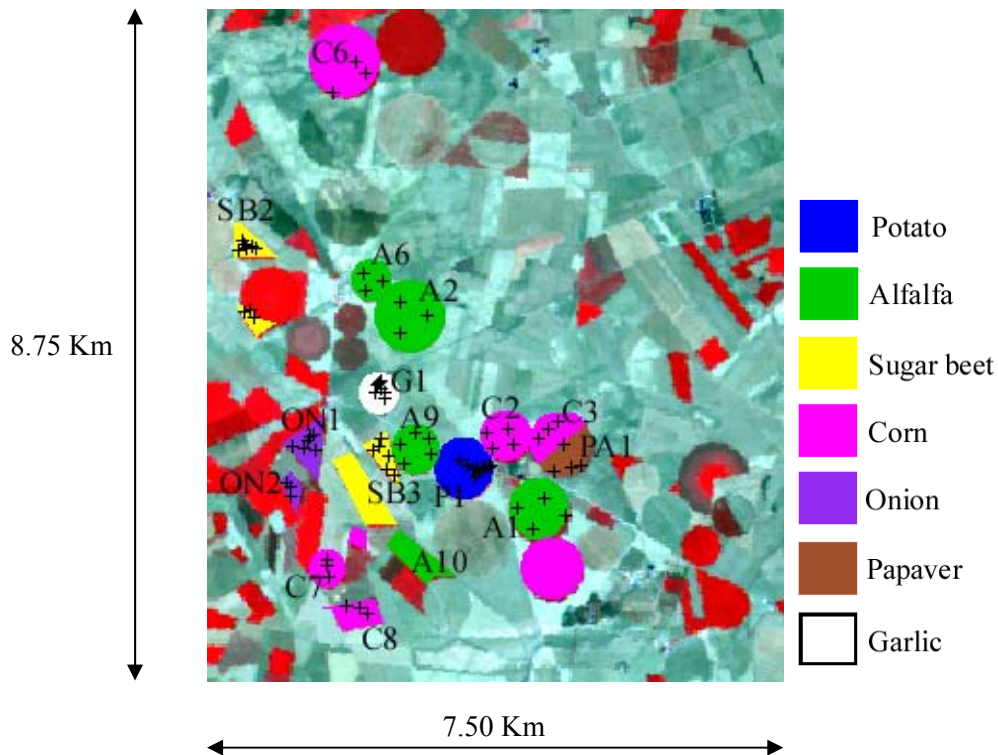 C6
SB2
A6
A2
8.75 Km
G1
ON1
A9
C2
C3
PA1
ON2
SB3
P1
A1
A10
C7
C8
7.50 Km
Potato
Alfalfa
Sugar beet
Corn
Onion
Papaver
Garlic